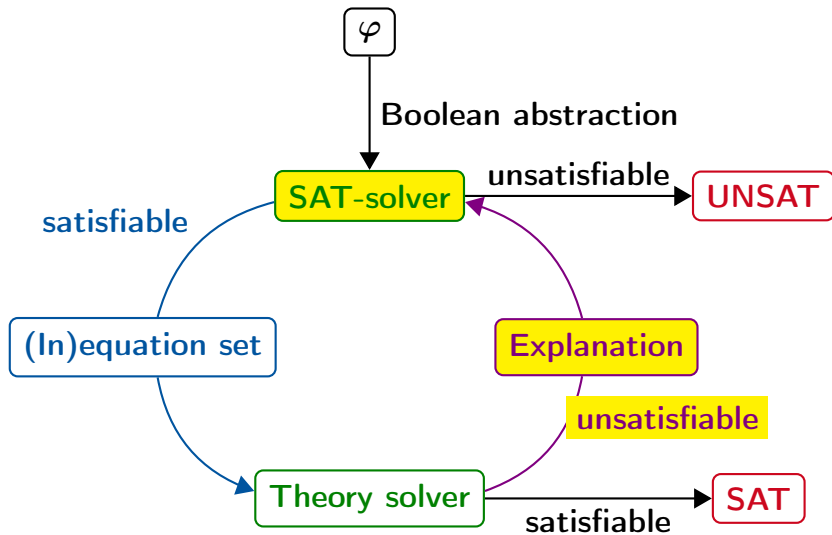 φ
Boolean abstraction
SAT-solver
unsatisfiable
UNSAT
satisfiable
(In)equation set
Explanation
unsatisfiable
Theory solver
satisfiable
SAT